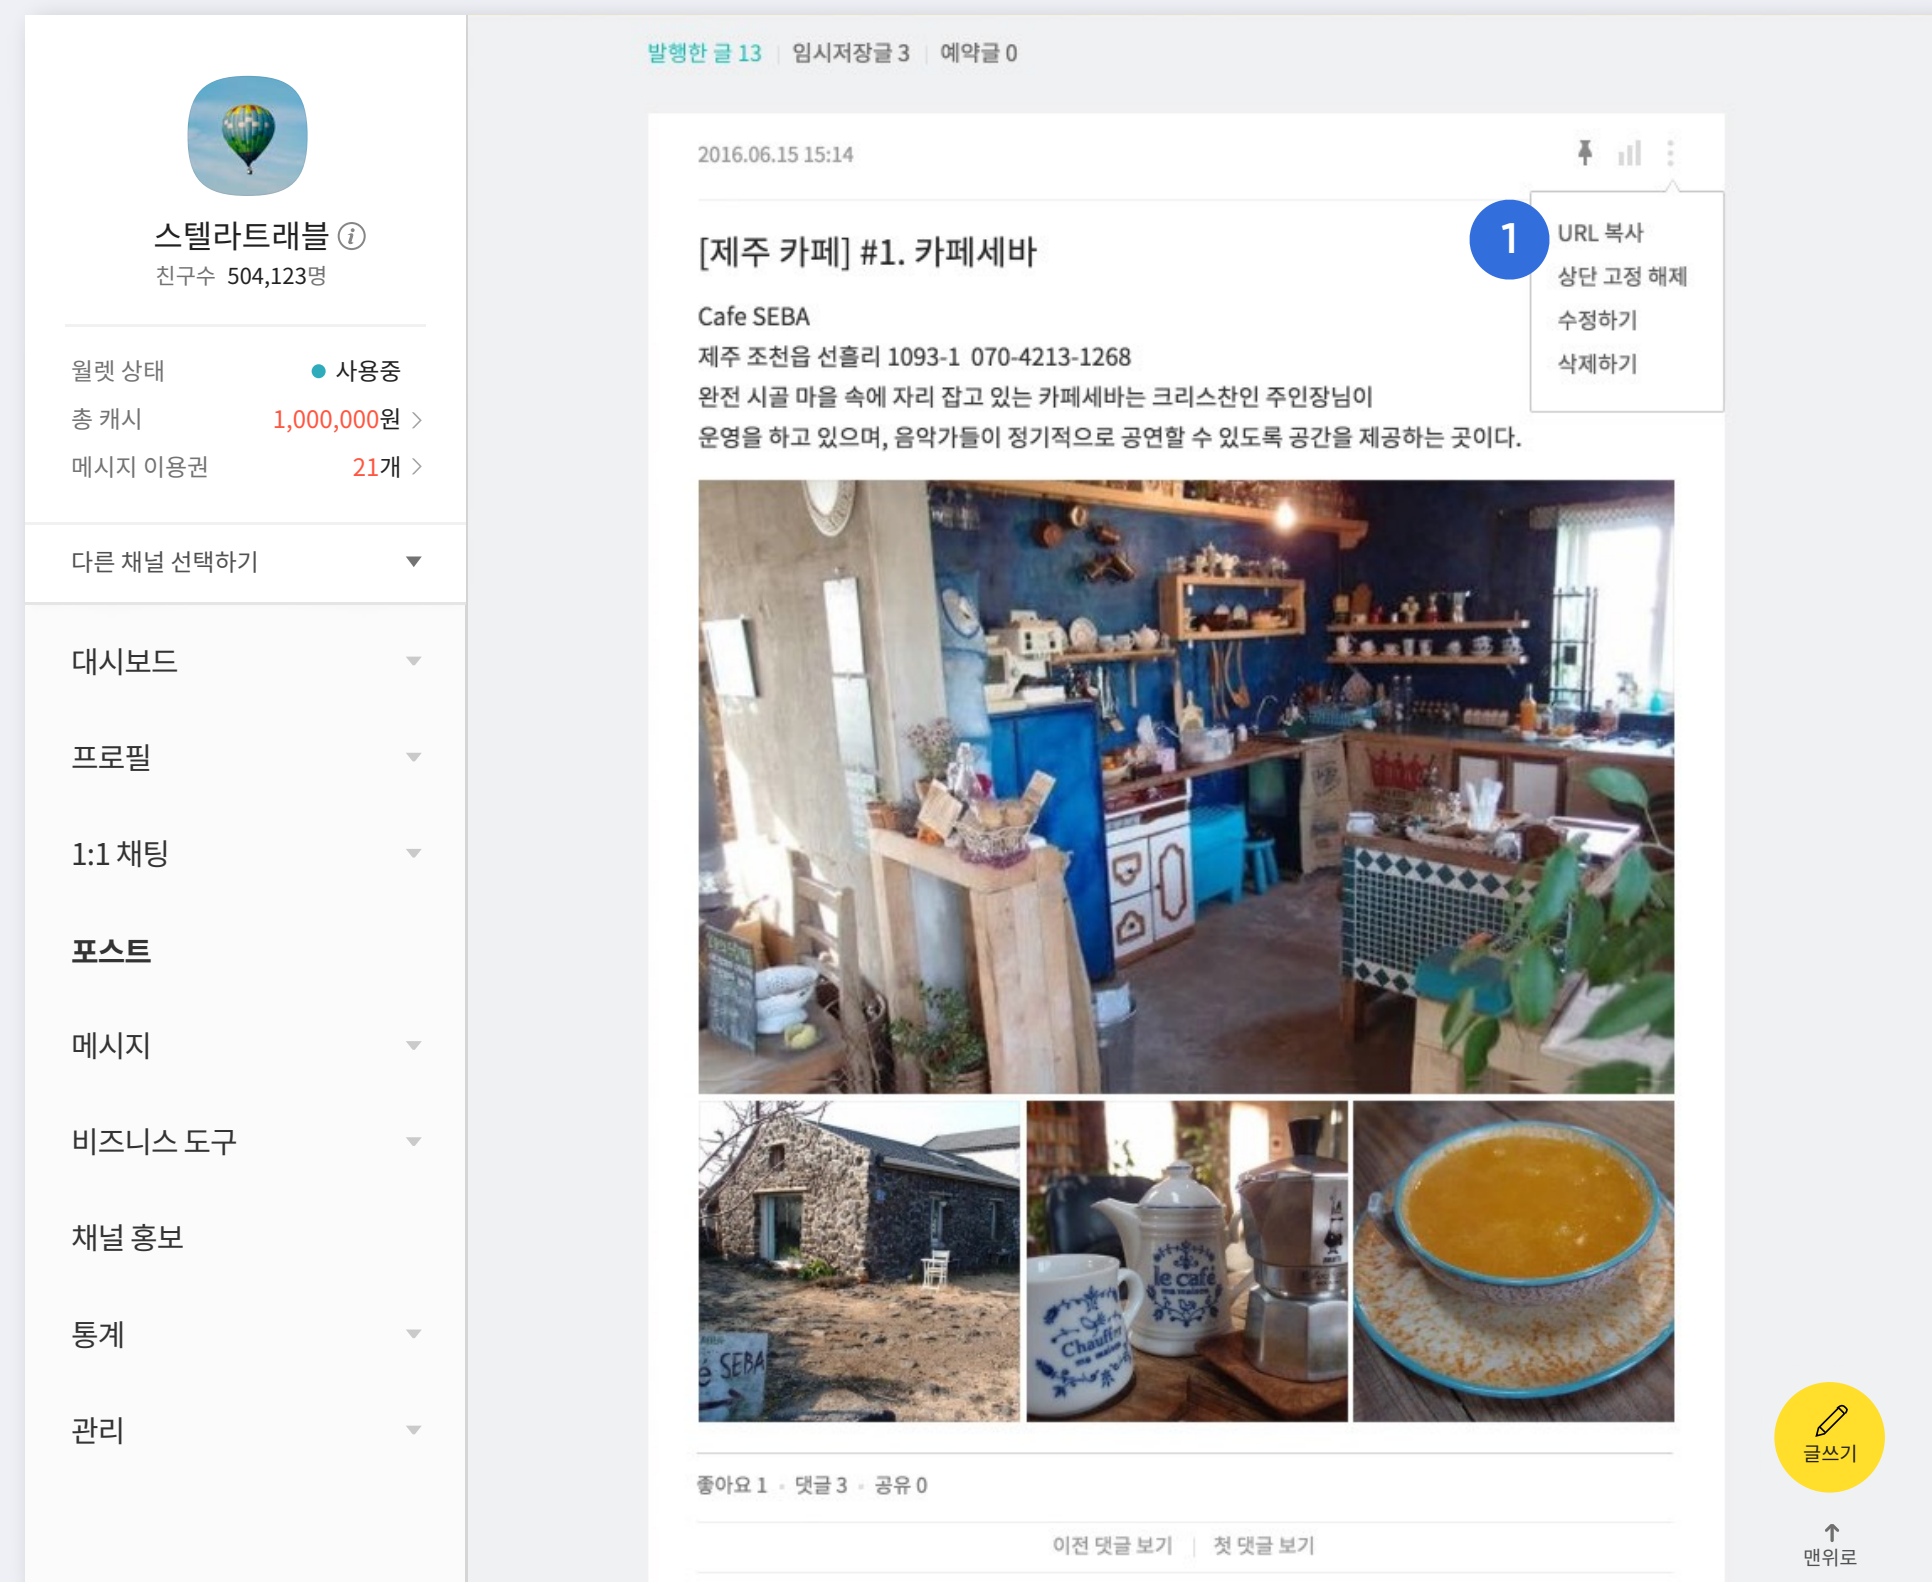 스텔라트래블
친구수 504,123명
월렛 상태 사용중
총 캐시 1,000,000원
메시지 이용권 21개
다른 채널 선택하기
대시보드
프로필
1:1 채팅
포스트
메시지
비즈니스 도구
채널 홍보
통계
관리
발행한 글 13 임시저장글 3 예약글 0
2016.06.15 15:14
1
URL 복사
상단 고정 해제
수정하기
삭제하기
[제주 카페] #1. 카페세바
Cafe SEBA
제주 조천읍 선흘리 1093-1 070-4213-1268
완전 시골 마을 속에 자리 잡고 있는 카페세바는 크리스찬인 주인장님이
운영을 하고 있으며, 음악가들이 정기적으로 공연할 수 있도록 공간을 제공하는 곳이다.
é SEBA
Chauffer
ma maison
le café
ma maison
좋아요 1 댓글 3 공유 0
이전 댓글 보기 첫 댓글 보기
글쓰기
맨위로